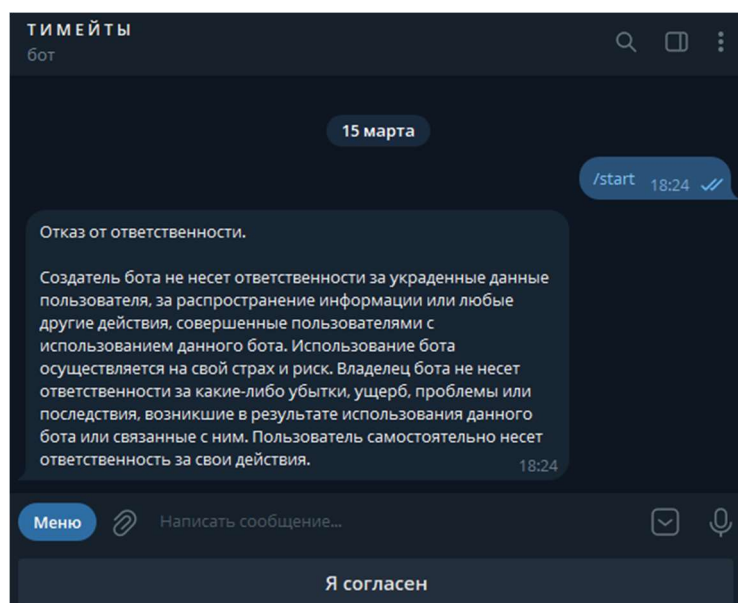 ТИМЕЙТЫ
бот
15 марта
/start 18:24
Отказ от ответственности.
Создатель бота не несет ответственности за украденные данные
пользователя, за распространение информации или любые
другие действия, совершенные пользователями с
использованием данного бота. Использование бота
осуществляется на свой страх и риск. Владелец бота не несет
ответственности за какие-либо убытки, ущерб, проблемы или
последствия, возникшие в результате использования данного
бота или связанные с ним. Пользователь самостоятельно несет
ответственность за свои действия. 18:24
Меню Написать сообщение...
Я согласен